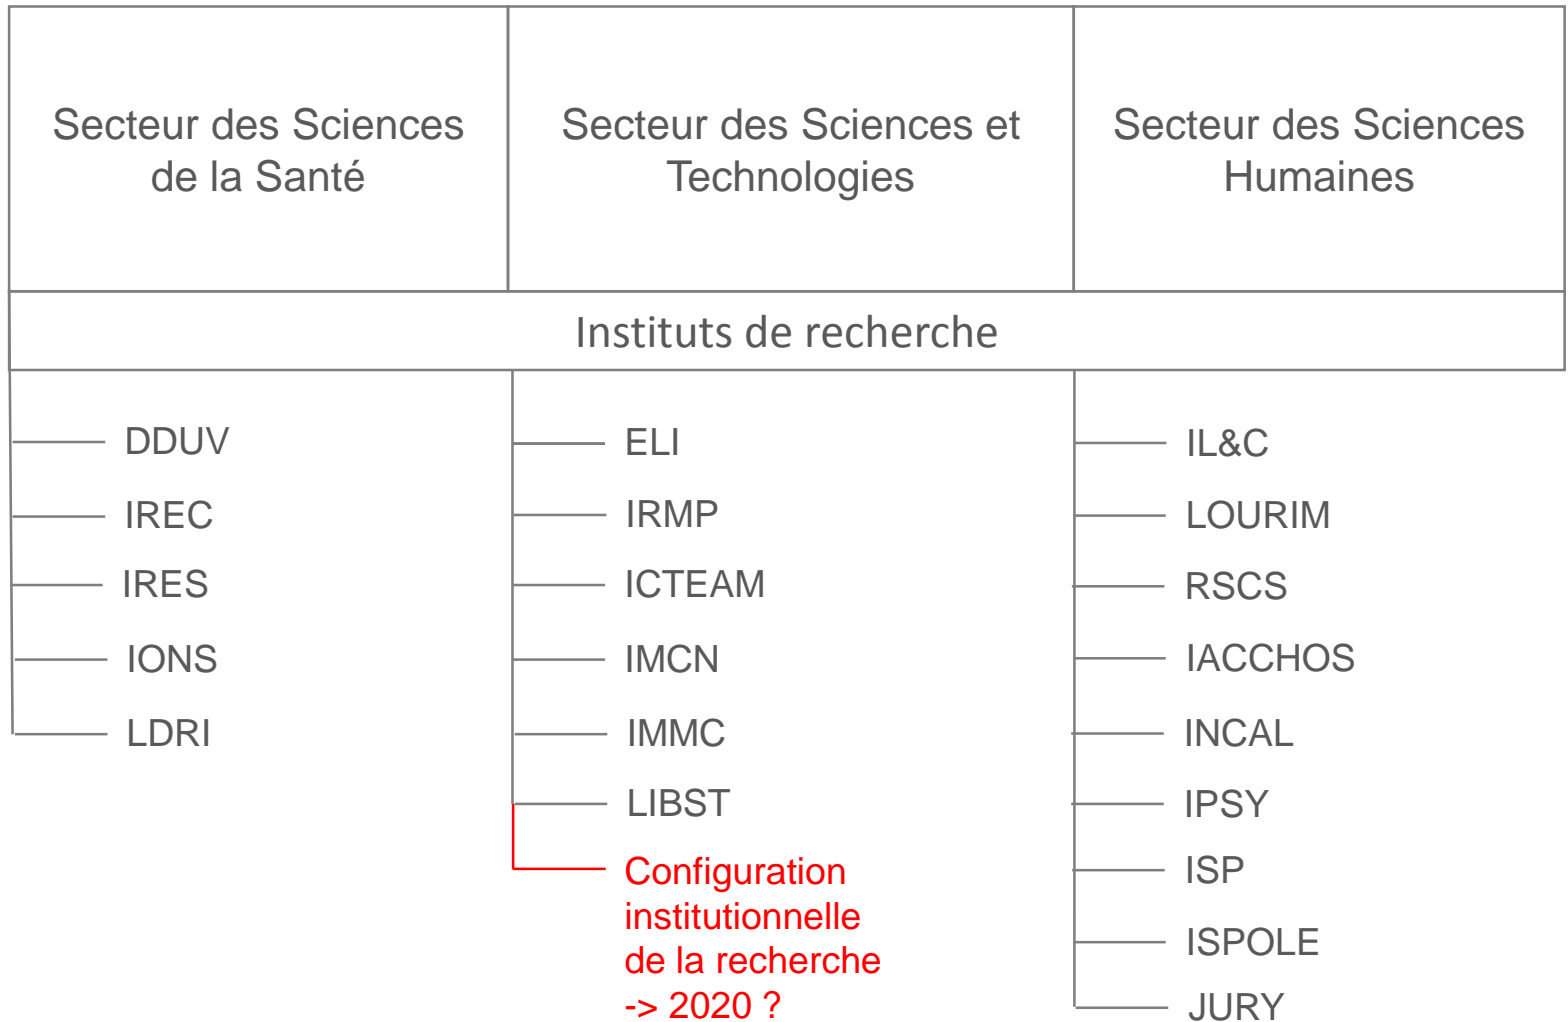 Secteur des Sciences
de la Santé
Secteur des Sciences et
Technologies
Secteur des Sciences
Humaines
Instituts de recherche
DDUV
IREC
IRES
IONS
LDRI
ELI
IRMP
ICTEAM
IMCN
IMMC
LIBST
Configuration
institutionnelle
de la recherche
-> 2020 ?
IL&C
LOURIM
RSCS
IACCHOS
INCAL
IPSY
ISP
ISPOLE
JURY